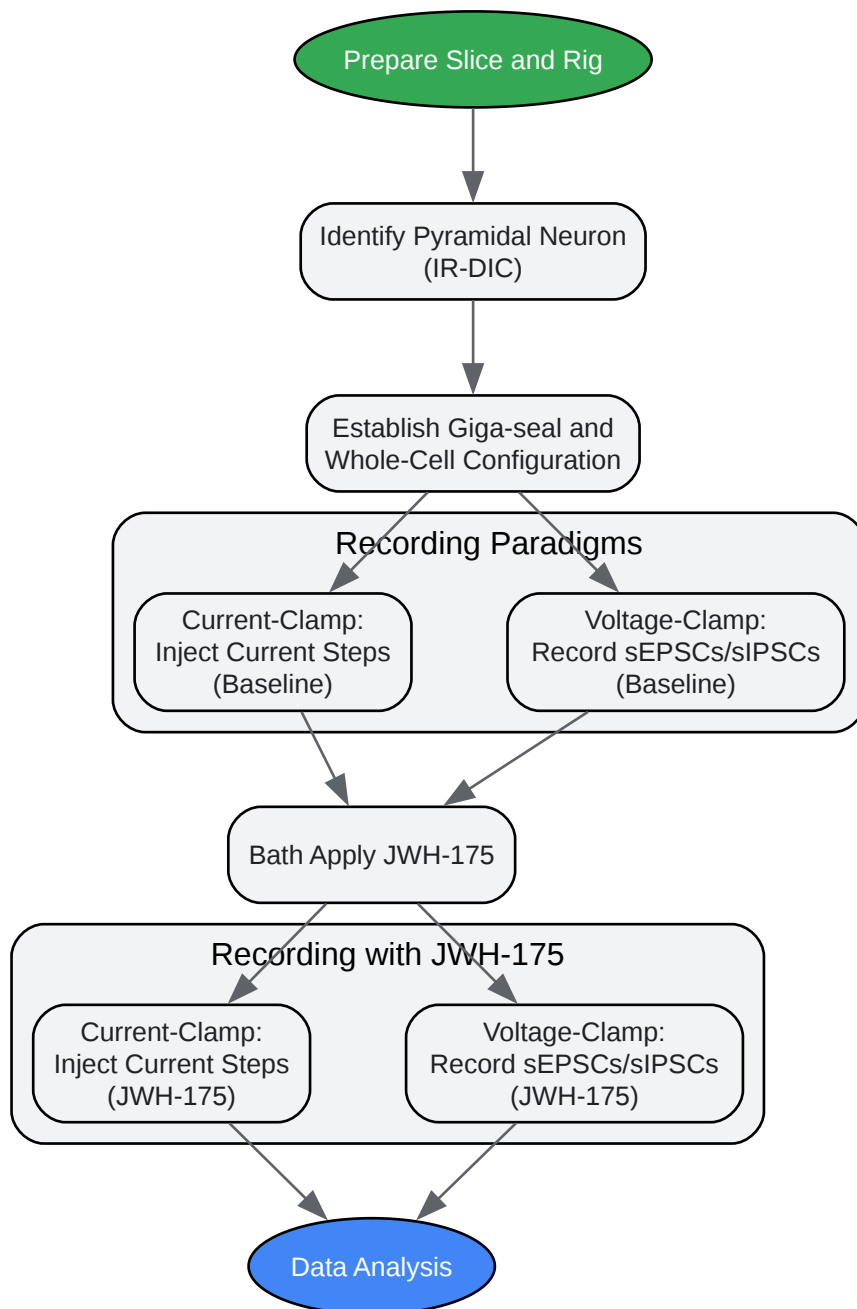 Prepare Slice and Rig
Identify Pyramidal Neuron
(IR-DIC)
Establish Giga-seal and
Whole-Cell Configuration
Recording Paradigms
Current-Clamp:
Inject Current Steps
(Baseline)
Voltage-Clamp:
Record sEPSCs/sIPSCs
(Baseline)
Bath Apply JWH-175
Recording with JWH-175
Current-Clamp:
Inject Current Steps
(JWH-175)
Voltage-Clamp:
Record sEPSCs/sIPSCs
(JWH-175)
Data Analysis